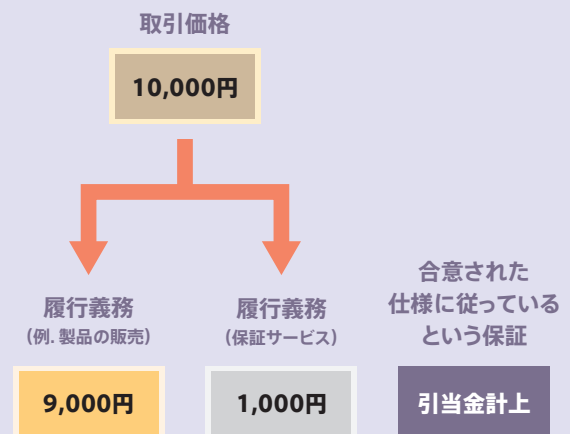 取引価格
10,000円
履行義務
(例. 製品の販売)
履行義務
(保証サービス)
合意された
仕様に従っている
という保証
9,000円
1,000円
引当金計上